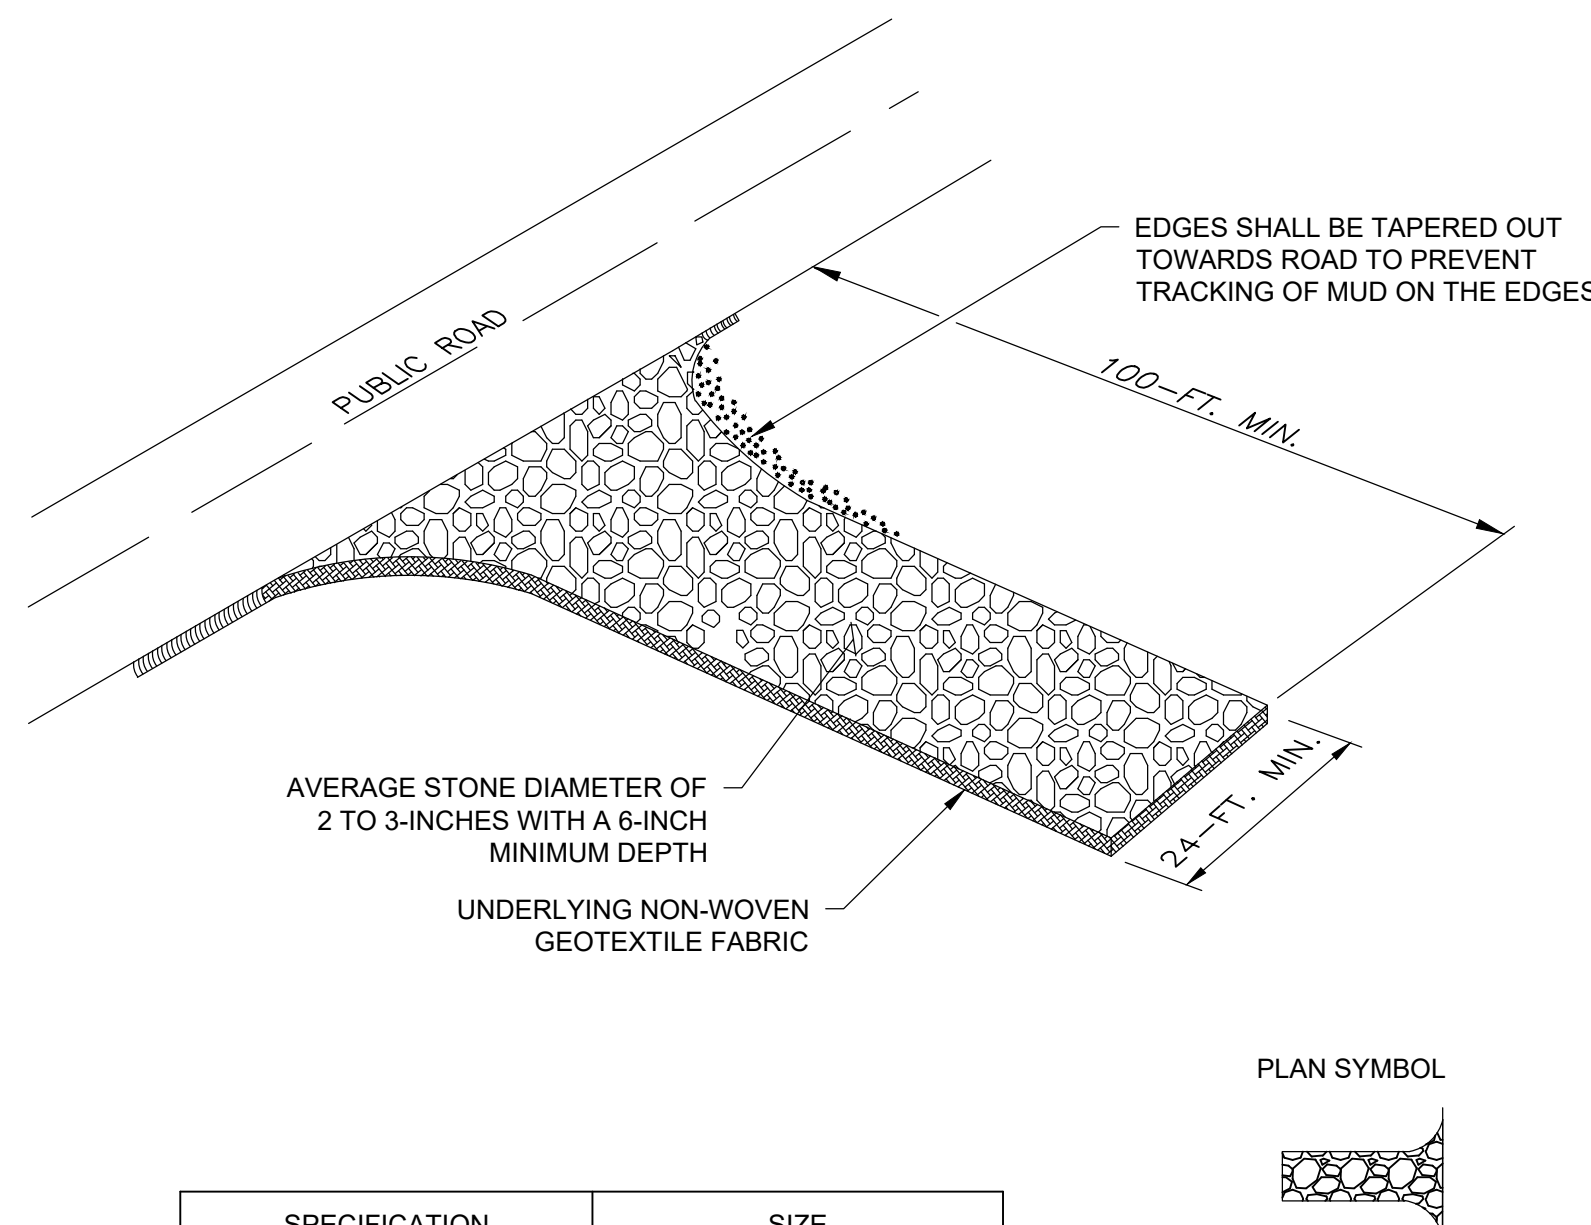 EDGES SHALL BE TAPERED OUT
TOWARDS ROAD TO PREVENT
TRACKING OF MUD ON THE EDGES
PUBLIC ROAD
100-FT. MIN.
24-FT. MIN.
AVERAGE STONE DIAMETER OF
2 TO 3-INCHES WITH A 6-INCH
MINIMUM DEPTH
UNDERLYING NON-WOVEN
GEOTEXTILE FABRIC
PLAN SYMBOL
SPECIFICATION
SIZE